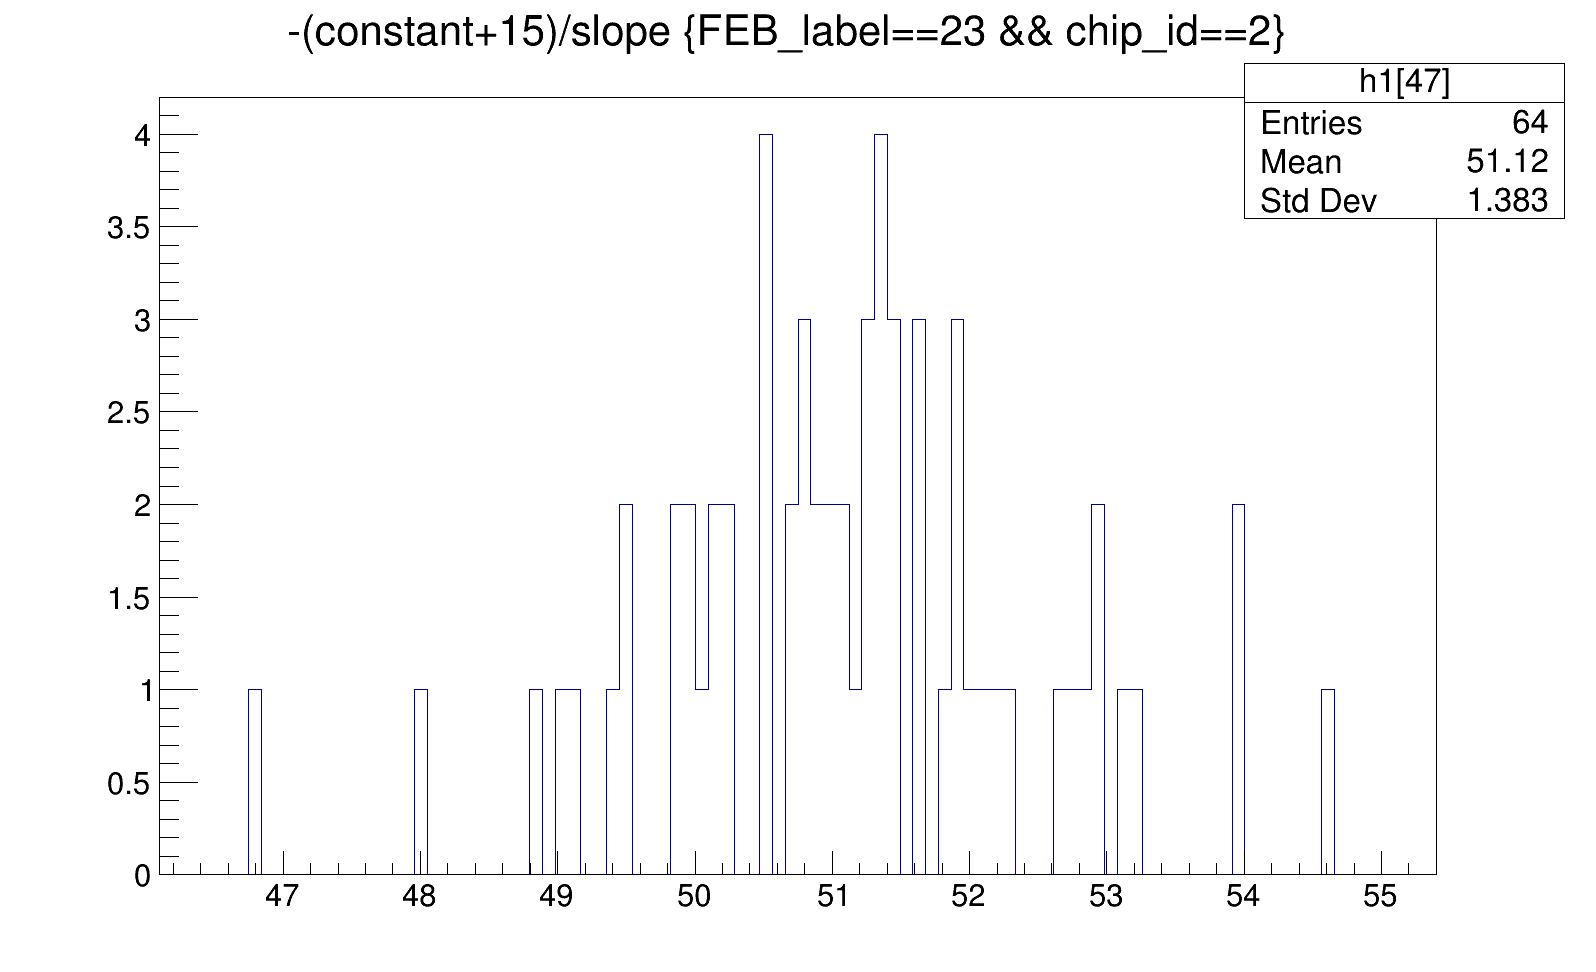 -(constant+15)/slope {FEB_label==23 && chip_id==2}
h1[47]
Entries 64
Mean 51.12
Std Dev 1.383
4
3.5
3
2.5
2
1.5
1
0.5
0
47 48 49 50 51 52 53 54 55